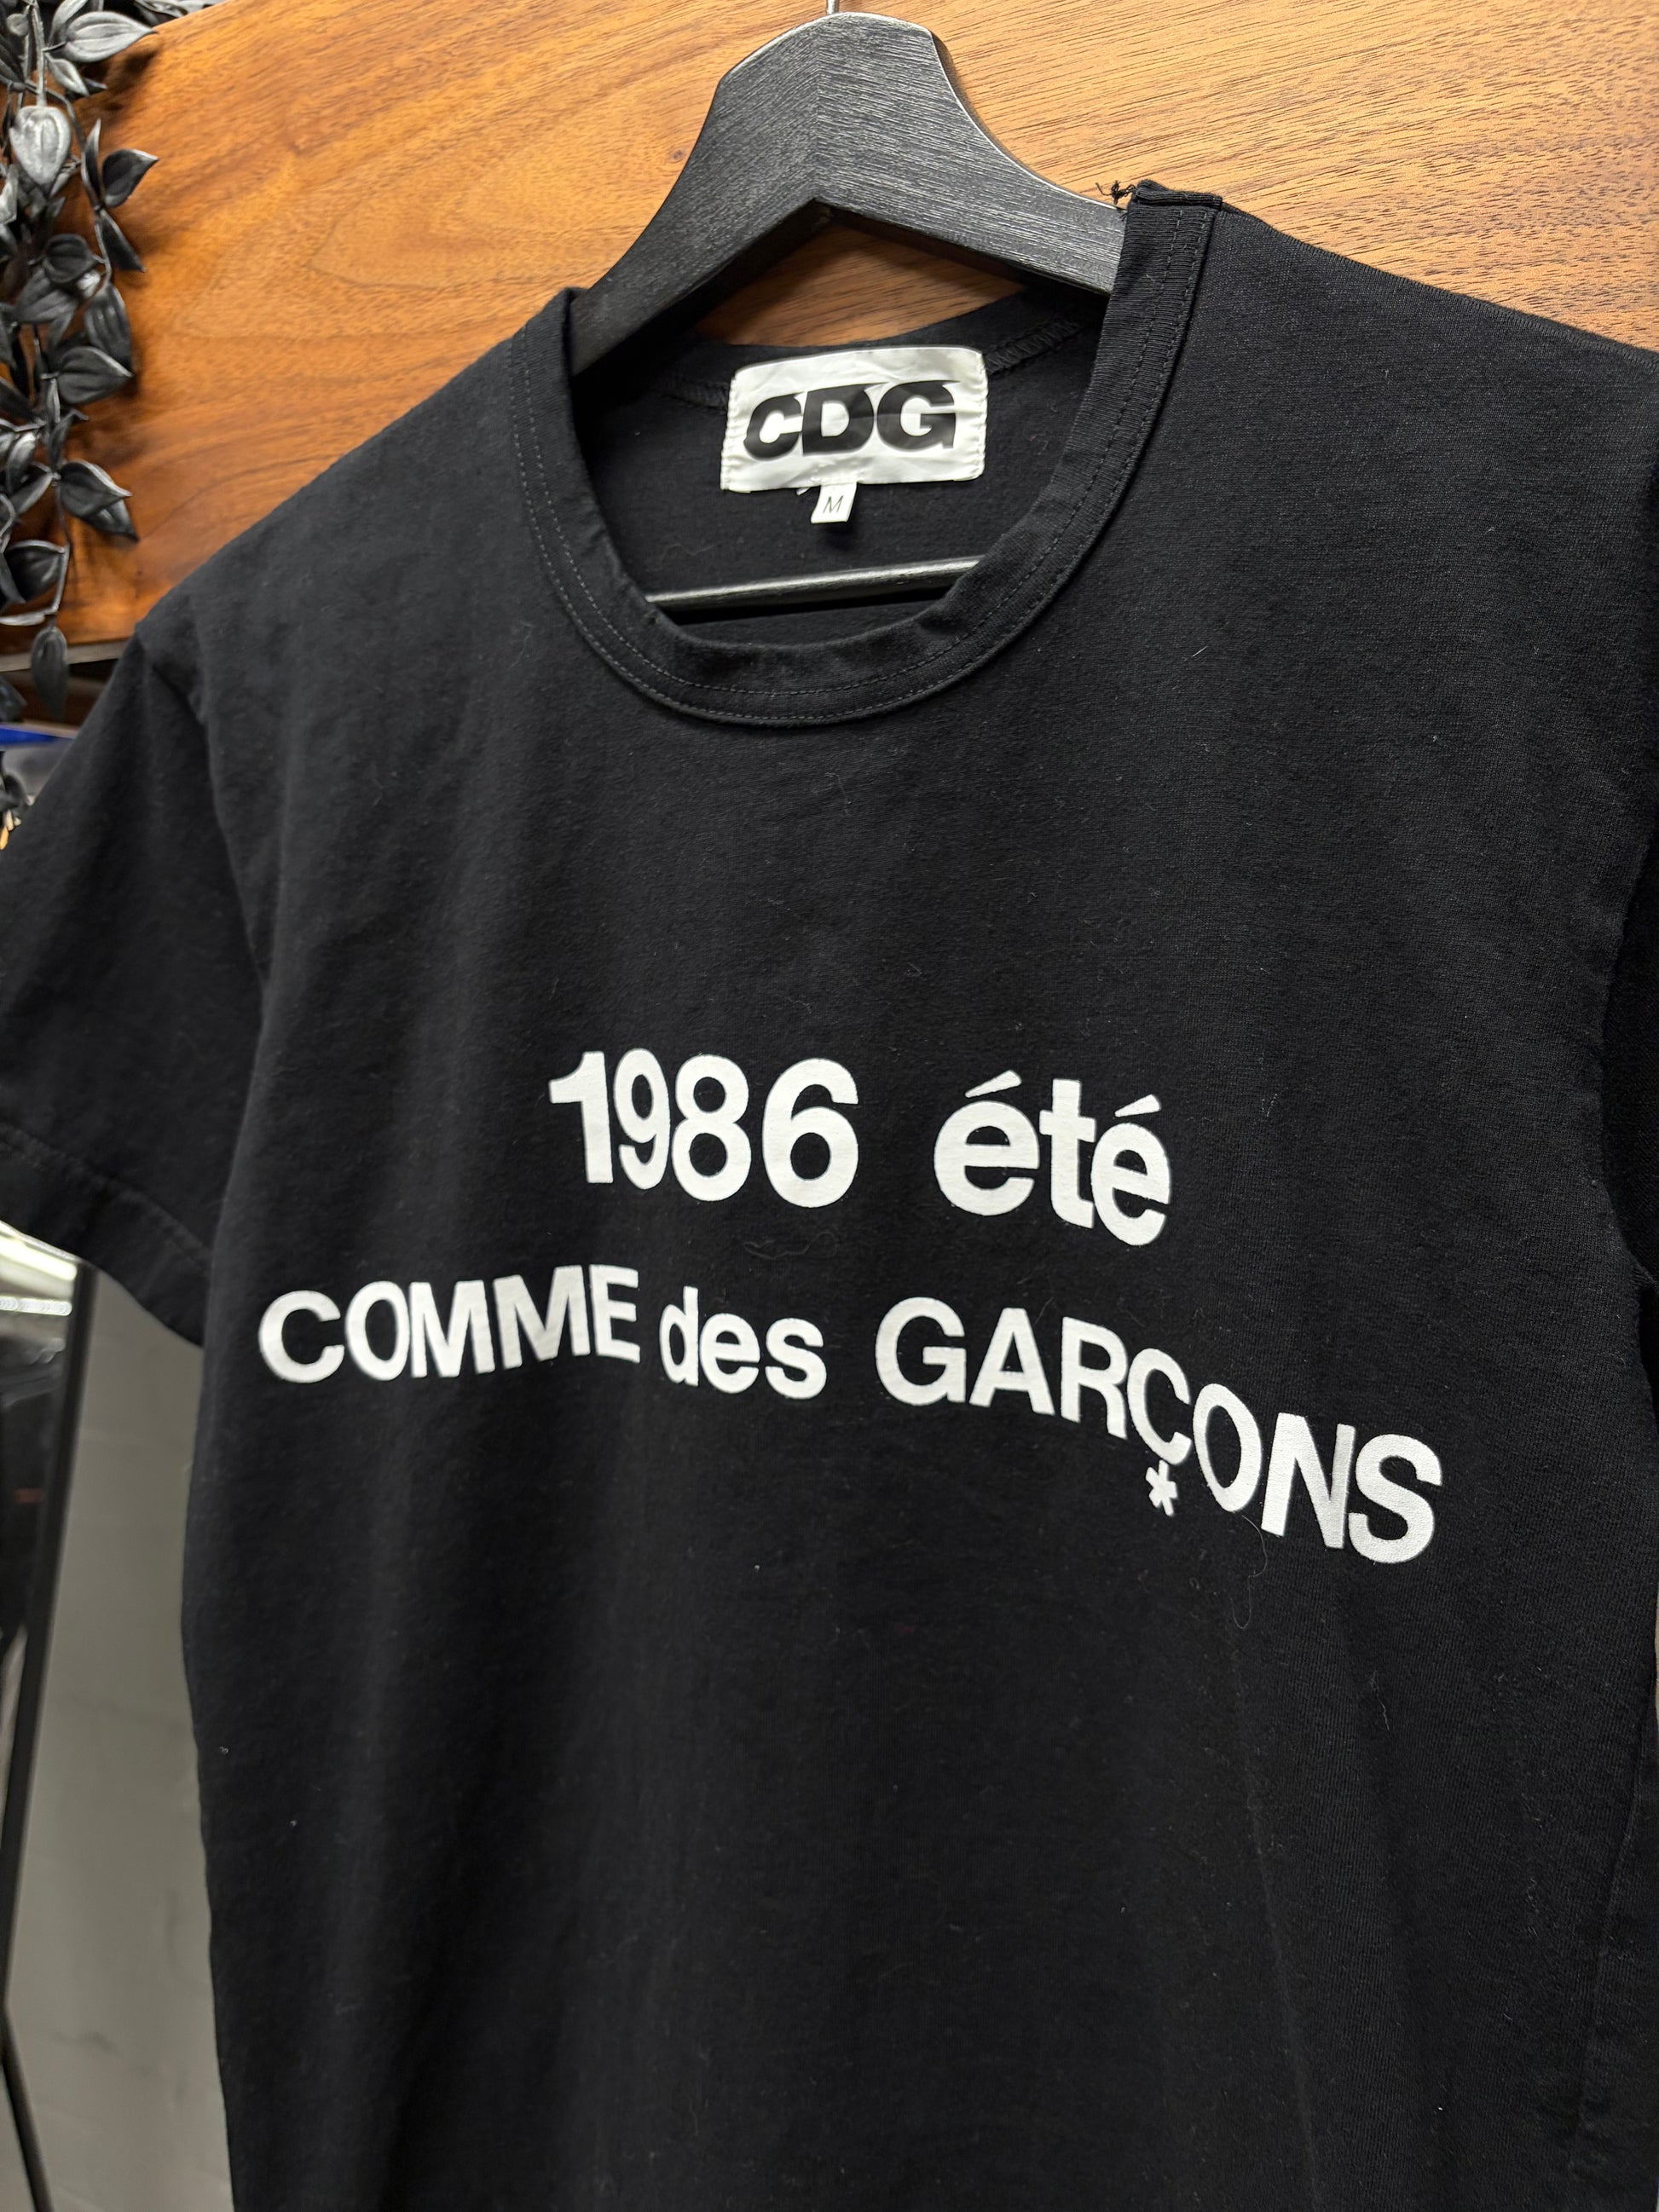 CDG
M
1986 été
COMME des GARÇONS
*